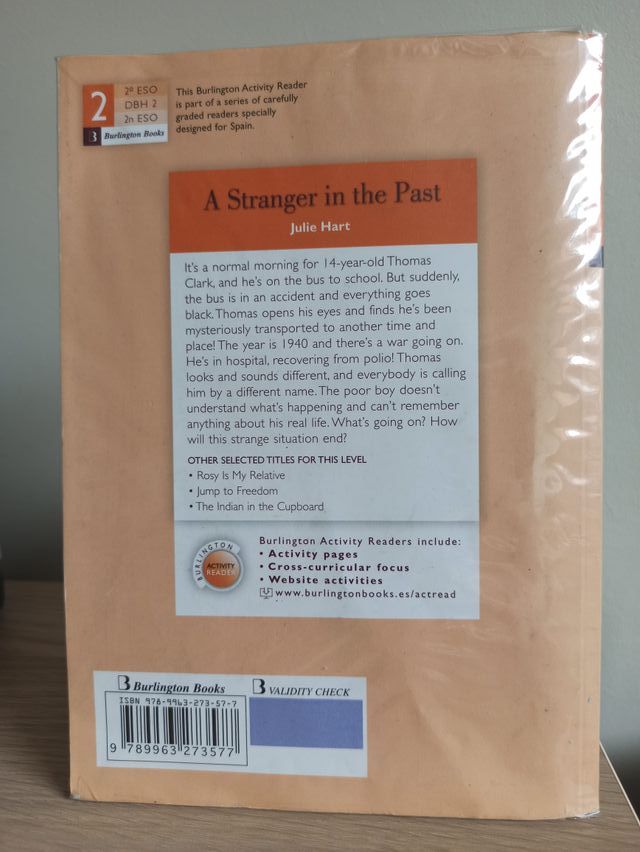 2
2º ESO
DBH 2
2n ESO
Burlington Books
This Burlington Activity Reader
is part of a series of carefully
graded readers specially
designed for Spain.
A Stranger in the Past
Julie Hart
It's a normal morning for 14-year-old Thomas
Clark, and he's on the bus to school. But suddenly,
the bus is in an accident and everything goes
black. Thomas opens his eyes and finds he's been
mysteriously transported to another time and
place! The year is 1940 and there's a war going on.
He's in hospital, recovering from polio! Thomas
looks and sounds different, and everybody is calling
him by a different name. The poor boy doesn't
understand what's happening and can't remember
anything about his real life. What's going on? How
will this strange situation end?
OTHER SELECTED TITLES FOR THIS LEVEL
• Rosy Is My Relative
• Jump to Freedom
• The Indian in the Cupboard
BURLINGTON
ACTIVITY
READER
Burlington Activity Readers include:
• Activity pages
• Cross-curricular focus
• Website activities
www.burlingtonbooks.es/actread
B Burlington Books
B VALIDITY CHECK
ISBN 978-9963-273-57-7
9 789963 273577